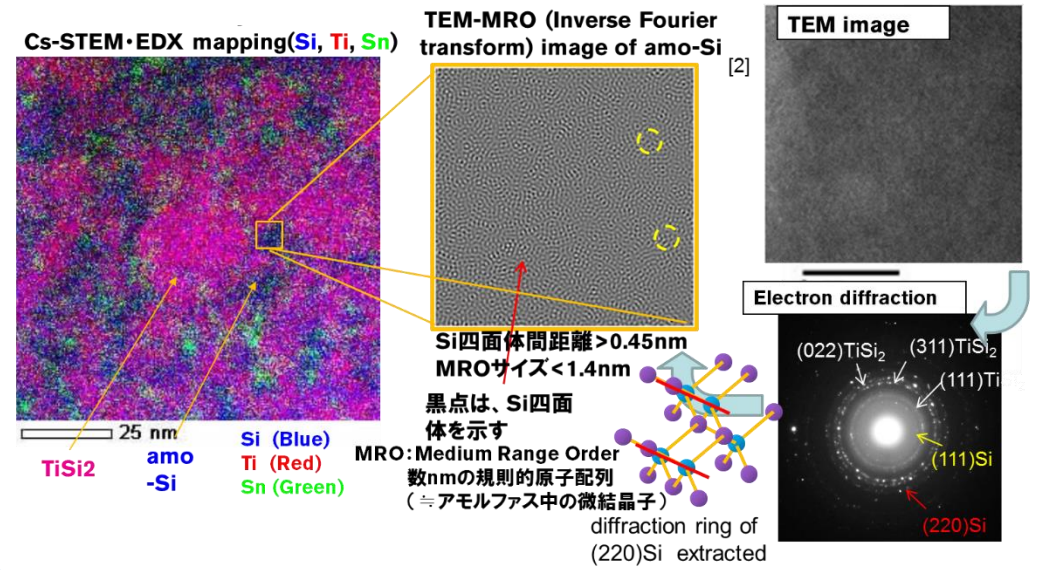 Cs-STEM・EDX mapping(Si, Ti, Sn)
25 nm
TiSi2
amo
-Si
Si (Blue)
Ti (Red)
Sn (Green)
TEM-MRO (Inverse Fourier
transform) image of amo-Si
[2]
Si四面体間距離>0.45nm
MROサイズ<1.4nm
黒点は、Si四面
体を示す
MRO:Medium Range Order
数nmの規則的原子配列
(≒アモルファス中の微結晶子)
diffraction ring of
(220)Si extracted
TEM image
Electron diffraction
(022)TiSi₂
(311)TiSi₂
(111)TiSi
(111)Si
(220)Si